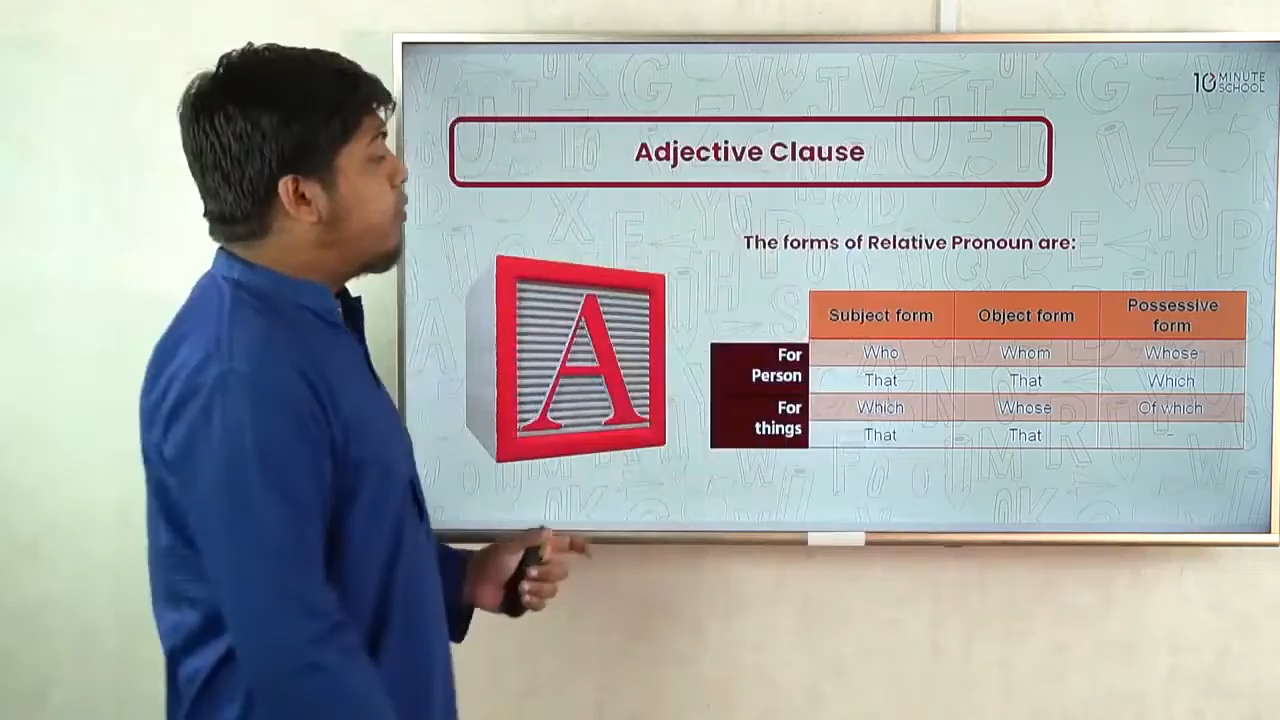 10 MINUTE SCHOOL
Adjective Clause
The forms of Relative Pronoun are:
Subject form Object form Possessive form
For Person Who Whom Whose
That That Which
For things Which Whose Of which
That That -
A